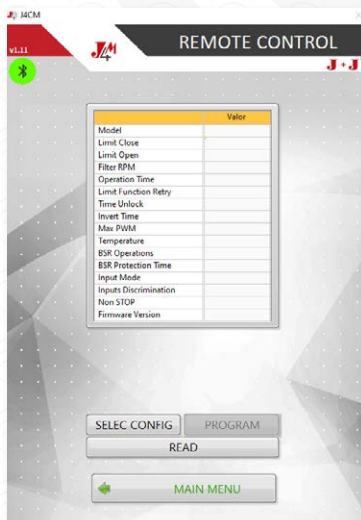 J4CM
v1.11
J4M
REMOTE CONTROL
J+J
Valor
Model
Limit Close
Limit Open
Filter RPM
Operation Time
Limit Function Retry
Time Unlock
Invert Time
Max PWM
Temperature
BSR Operations
BSR Protection Time
Input Mode
Inputs Discrimination
Non STOP
Firmware Version
SELEC CONFIG
PROGRAM
READ
MAIN MENU